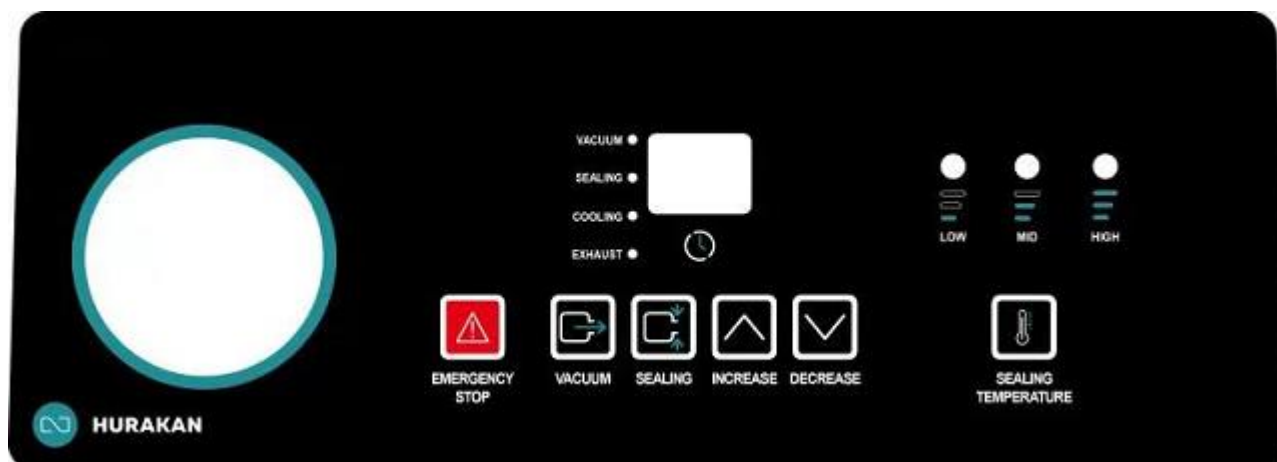 VACUUM
SEALING
COOLING
EXHAUST
LOW MID HIGH
EMERGENCY
STOP
VACUUM
SEALING
INCREASE
DECREASE
SEALING
TEMPERATURE
HURAKAN